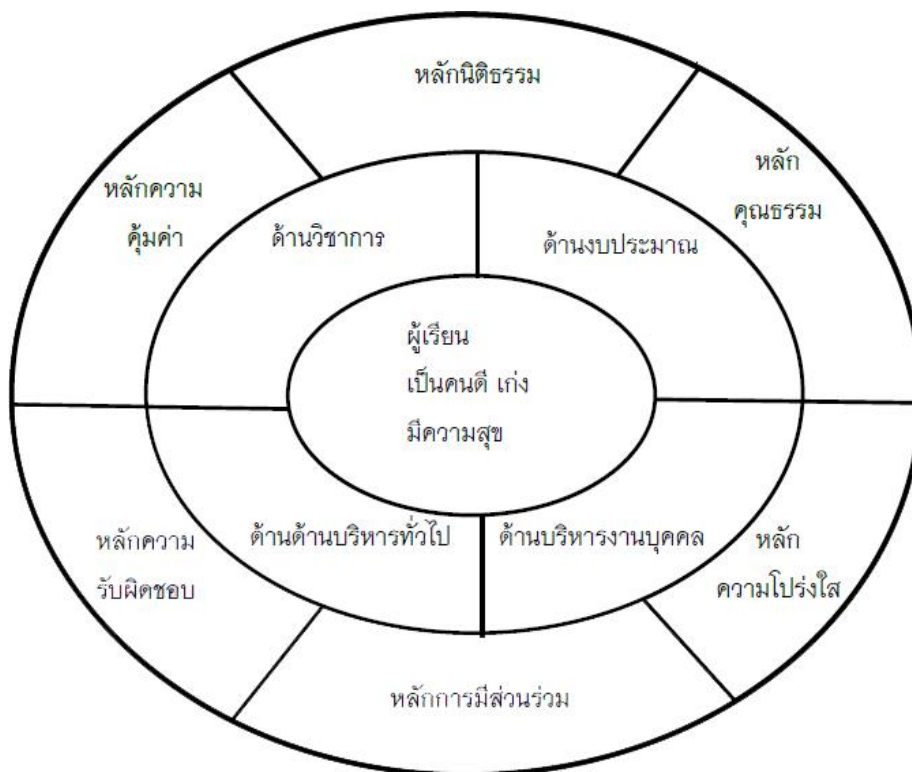 หลักนิติธรรม
หลัก
คุณธรรม
หลักความ
คุ้มค่า
ด้านวิชาการ
ด้านงบประมาณ
ผู้เรียน
เป็นคนดี เก่ง
มีความสุข
ด้านด้านบริหารทั่วไป
ด้านบริหารงานบุคคล
หลักความ
รับผิดชอบ
หลัก
ความโปร่งใส
หลักการมีส่วนร่วม